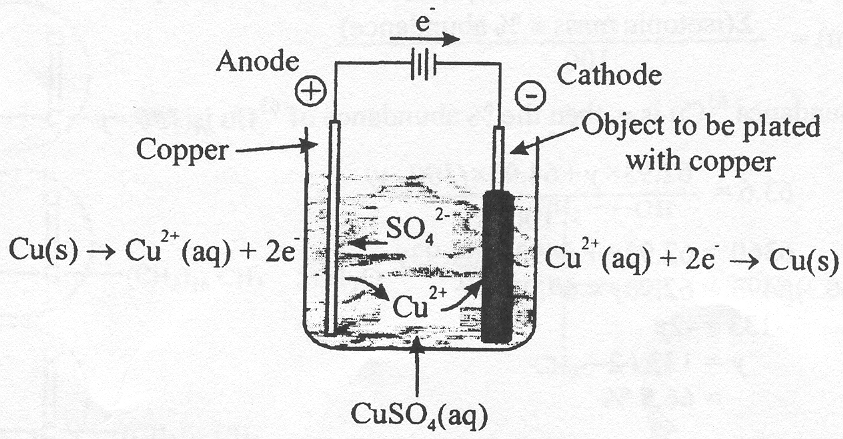 e⁻
Anode
+
−
Cathode
Copper
Object to be plated
with copper
SO₄²⁻
Cu(s) → Cu²⁺(aq) + 2e⁻
Cu²⁺(aq) + 2e⁻ → Cu(s)
Cu²⁺
CuSO₄(aq)